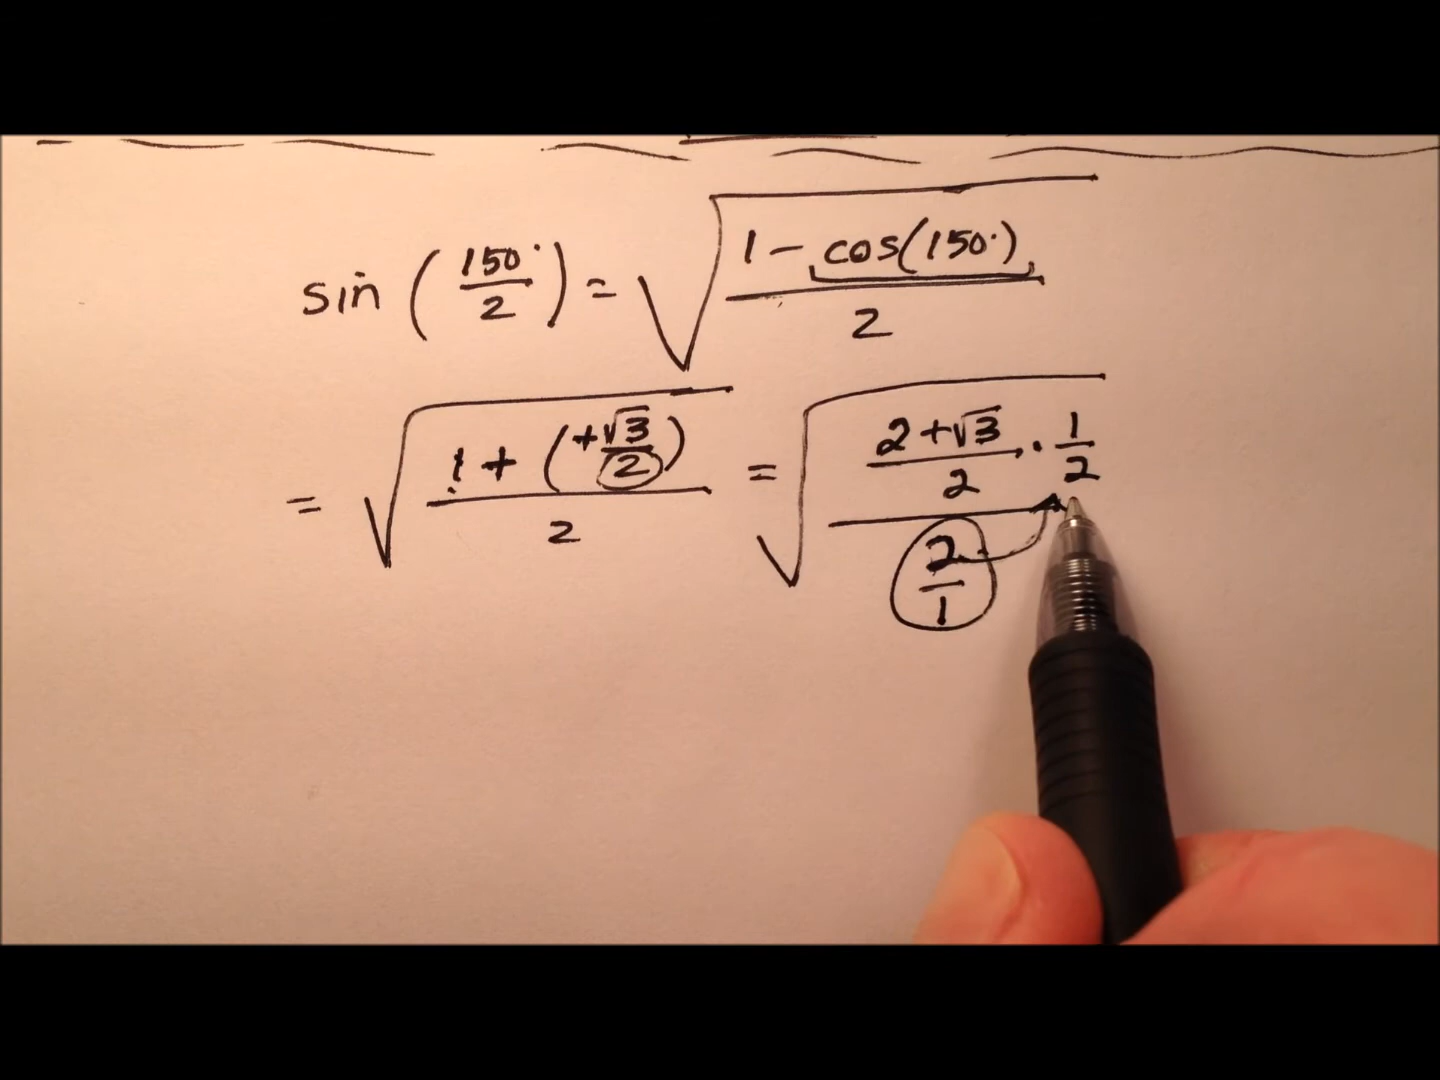 sin (150°/2) = √((1 - cos(150°))/2)
= √((1 + (+√3/2))/2) = √(((2+√3)/2 · 1/2)/(2/1))